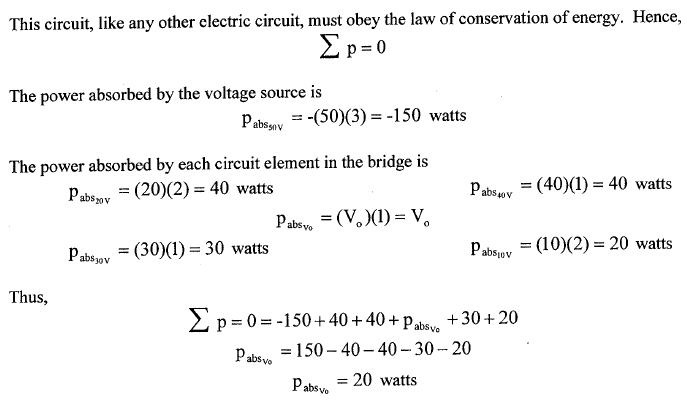 This circuit, like any other electric circuit, must obey the law of conservation of energy. Hence,
∑ p = 0
The power absorbed by the voltage source is
p_abs50V = -(50)(3) = -150 watts
The power absorbed by each circuit element in the bridge is
p_abs20V = (20)(2) = 40 watts p_abs40V = (40)(1) = 40 watts
p_absVo = (V_o)(1) = V_o
p_abs30V = (30)(1) = 30 watts p_abs10V = (10)(2) = 20 watts
Thus,
∑ p = 0 = -150 + 40 + 40 + p_absVo + 30 + 20
p_absVo = 150 − 40 − 40 − 30 − 20
p_absVo = 20 watts